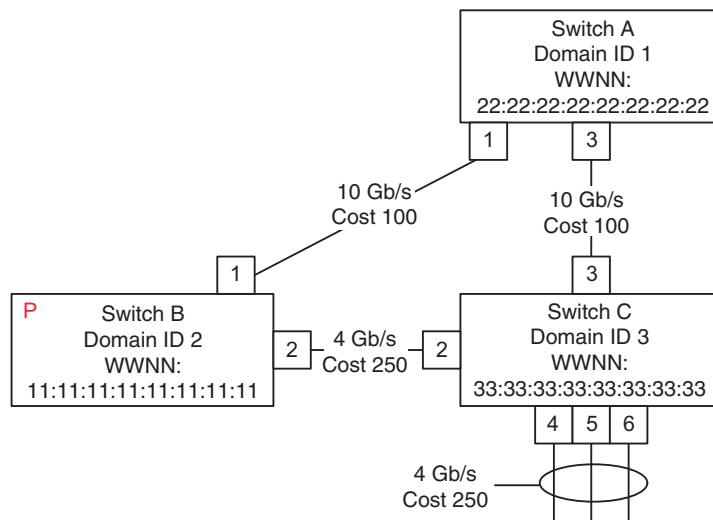 Switch A
Domain ID 1
WWNN:
22:22:22:22:22:22:22:22
1
3
10 Gb/s
Cost 100
10 Gb/s
Cost 100
1
3
P
Switch B
Domain ID 2
WWNN:
11:11:11:11:11:11:11:11
2
4 Gb/s
Cost 250
2
Switch C
Domain ID 3
WWNN:
33:33:33:33:33:33:33:33
4
5
6
4 Gb/s
Cost 250